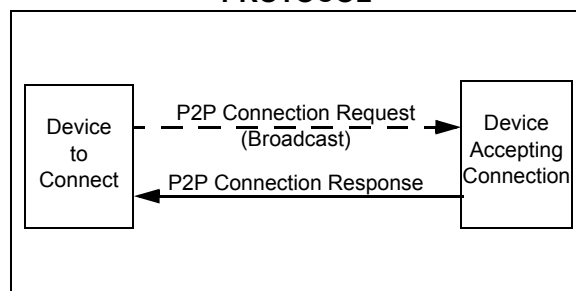 PROTOCOL
P2P Connection Request
(Broadcast)
Device
to
Connect
Device
Accepting
Connection
P2P Connection Response